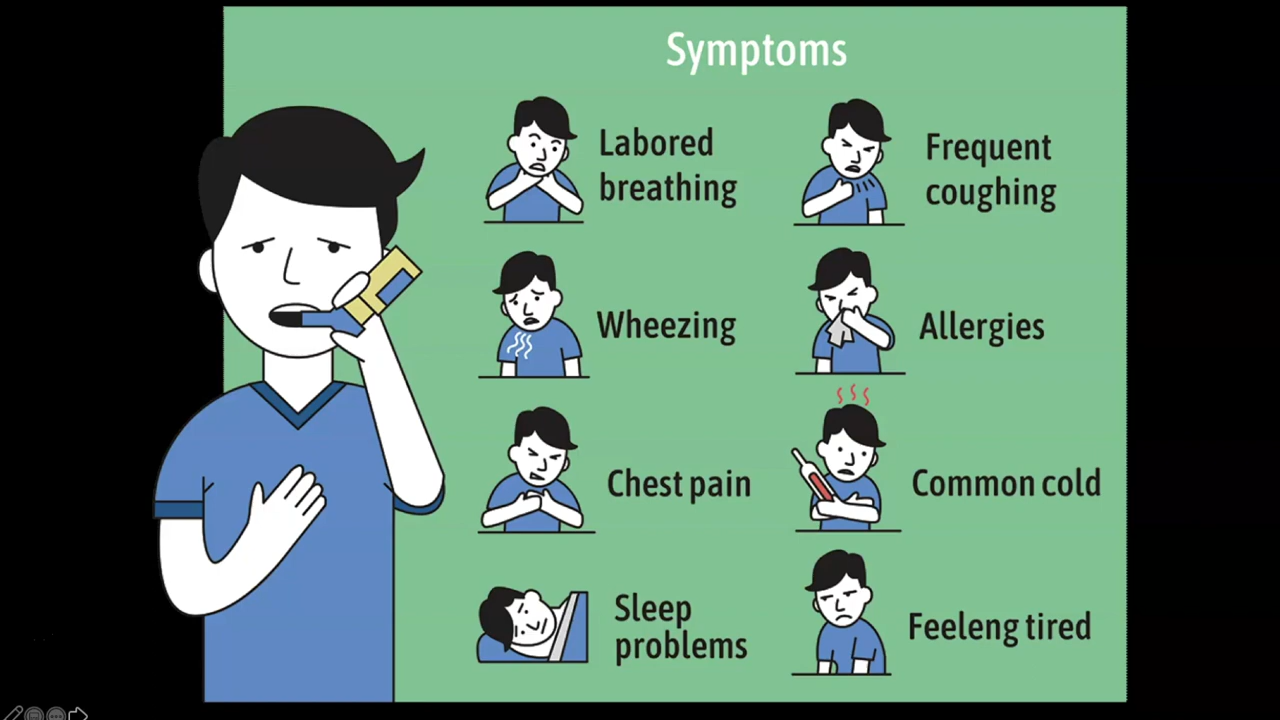 Symptoms
Labored
breathing
Frequent
coughing
Wheezing
Allergies
Chest pain
Common cold
Sleep
problems
Feeleng tired